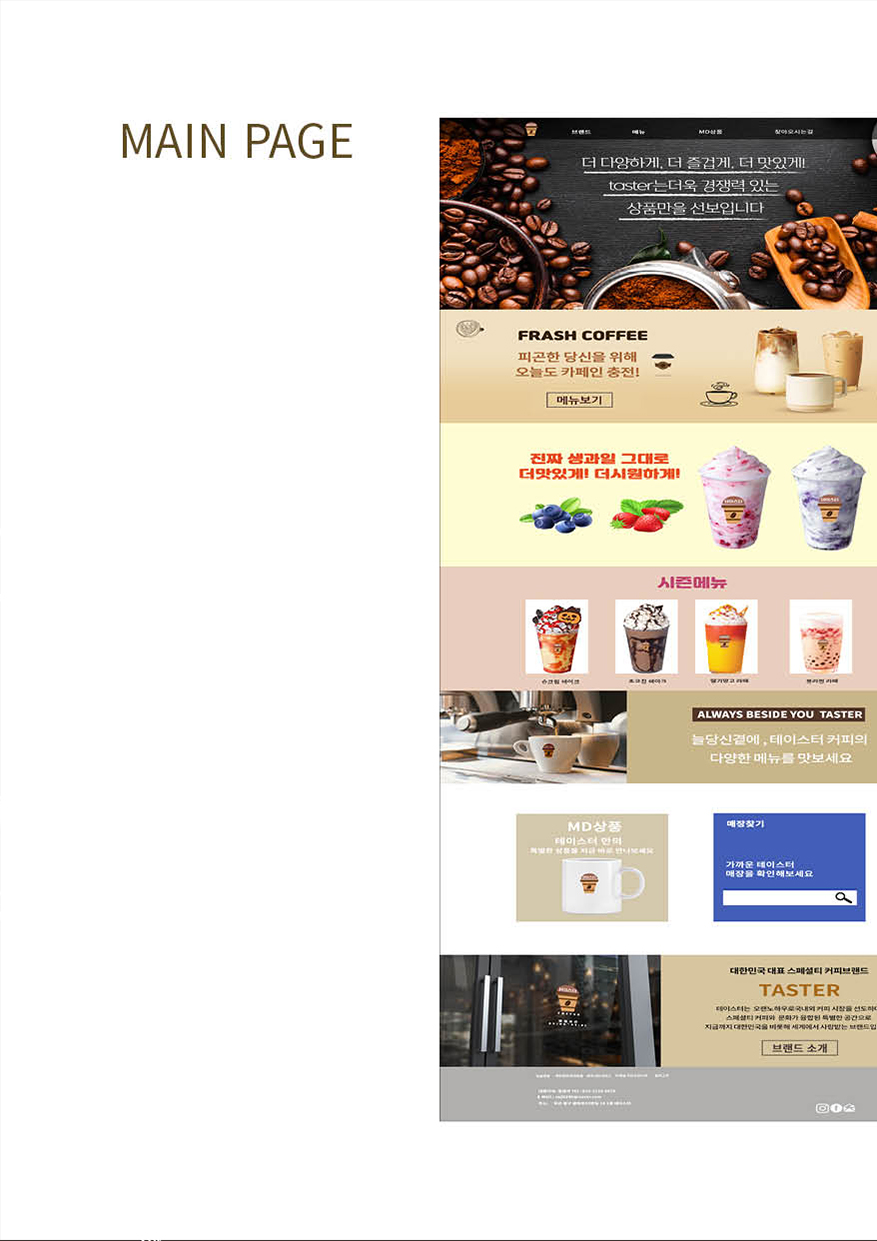 MAIN PAGE
브랜드
메뉴
MD상품
찾아오시는길
더 다양하게, 더 즐겁게, 더 맛있게!
taster는더욱 경쟁력 있는
상품만을 선보입니다
FRASH COFFEE
피곤한 당신을 위해
오늘도 카페인 충전!
메뉴보기
진짜 생과일 그대로
더맛있게! 더시원하게!
시즌메뉴
ALWAYS BESIDE YOU TASTER
늘당신곁에 , 테이스터 커피의
다양한 메뉴를 맛보세요
MD상품
테이스터 만의
특별한 상품을 지금 바로 만나보세요
매장찾기
가까운 테이스터
매장을 확인해보세요
대한민국 대표 스페셜티 커피브랜드
TASTER
테이스터는 오랜노하우로국내외 커피 시장을 선도하
스페셜티 커피와 문화가 융합된 특별한 공간으로
지금까지 대한민국을 비롯해 세계에서 사랑받는 브랜드입
브랜드 소개